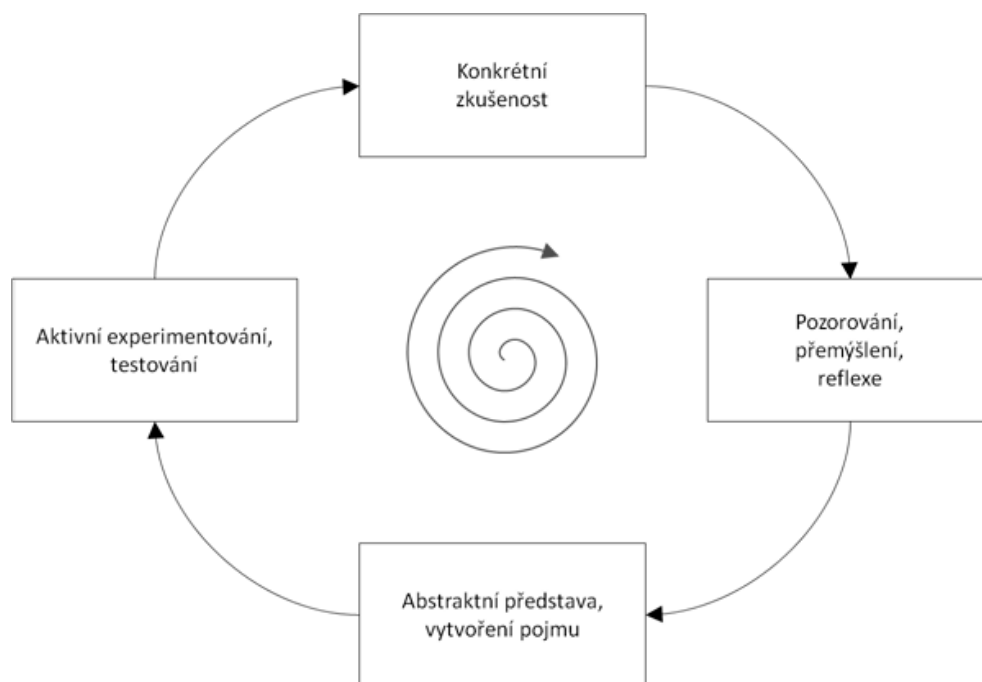 Konkrétní
zkušenost
Aktivní experimentování,
testování
Pozorování,
přemýšlení,
reflexe
Abstraktní představa,
vytvoření pojmu